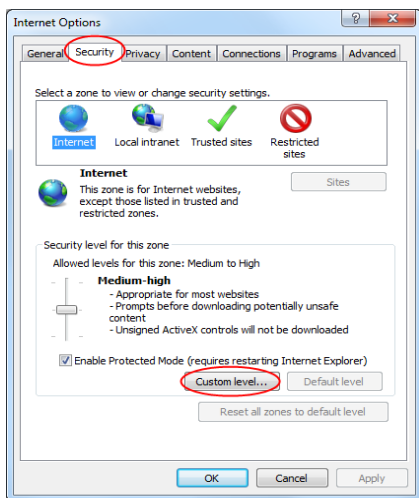 Internet Options
General Security Privacy Content Connections Programs Advanced
Select a zone to view or change security settings.
Internet Local intranet Trusted sites Restricted
sites
Internet
Sites
This zone is for Internet websites,
except those listed in trusted and
restricted zones.
Security level for this zone
Allowed levels for this zone: Medium to High
Medium-high
- Appropriate for most websites
- Prompts before downloading potentially unsafe
content
- Unsigned ActiveX controls will not be downloaded
Enable Protected Mode (requires restarting Internet Explorer)
Custom level... Default level
Reset all zones to default level
OK Cancel Apply